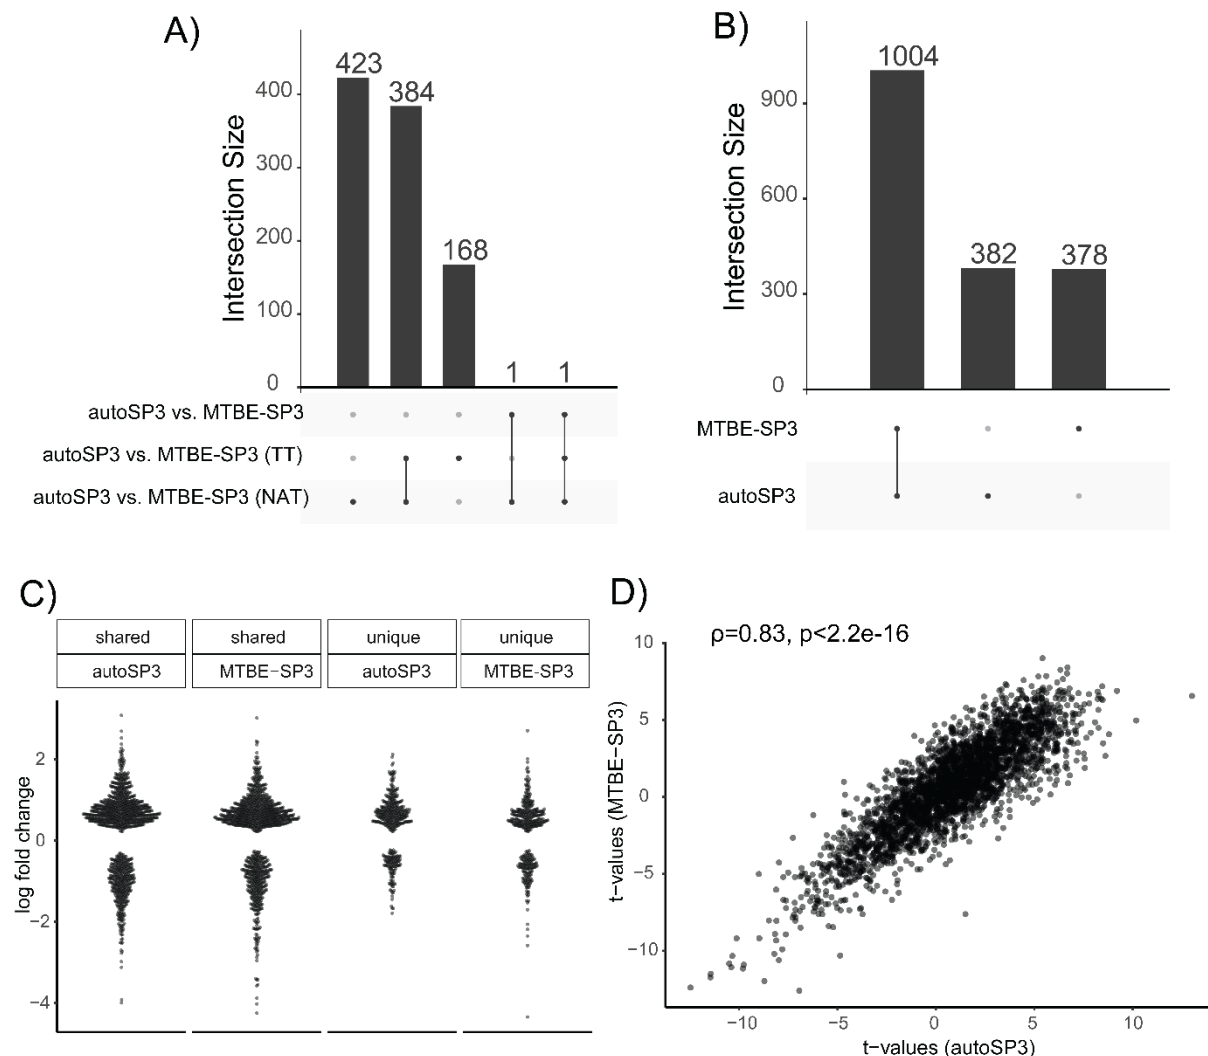 A)
Intersection Size
423
384
168
1
1
400
300
200
100
0
autoSP3 vs. MTBE-SP3
autoSP3 vs. MTBE-SP3 (TT)
autoSP3 vs. MTBE-SP3 (NAT)
B)
Intersection Size
1004
382
378
900
600
300
0
MTBE-SP3
autoSP3
C)
shared shared unique unique
autoSP3 MTBE−SP3 autoSP3 MTBE-SP3
log fold change
2
0
−2
−4
D)
ρ=0.83, p<2.2e-16
t−values (MTBE−SP3)
10
5
0
−5
−10
−10 −5 0 5 10
t−values (autoSP3)